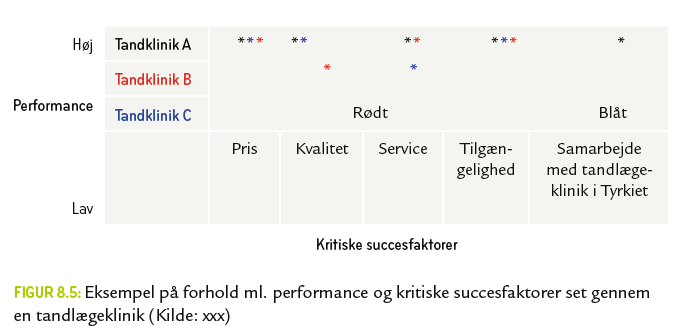 Høj
Tandklinik A
*** ** ** *** *
Tandklinik B
* *
Performance
Tandklinik C
Rødt Blåt
Pris Kvalitet Service Tilgæn-
gelighed Samarbejde
med tandlæge-
klinik i Tyrkiet
Lav
Kritiske succesfaktorer
FIGUR 8.5: Eksempel på forhold ml. performance og kritiske succesfaktorer set gennem
en tandlægeklinik (Kilde: xxx)